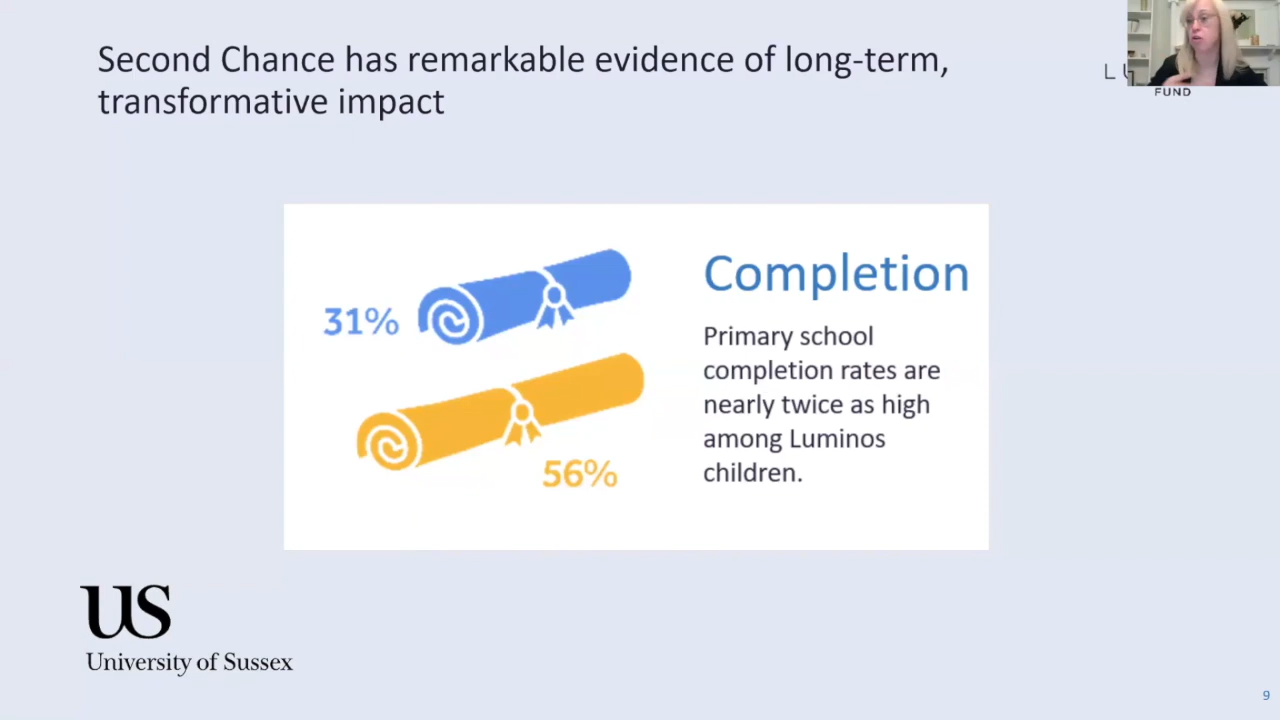 Second Chance has remarkable evidence of long-term,
transformative impact
FUND
31%
56%
Completion
Primary school
completion rates are
nearly twice as high
among Luminos
children.
US
University of Sussex
9